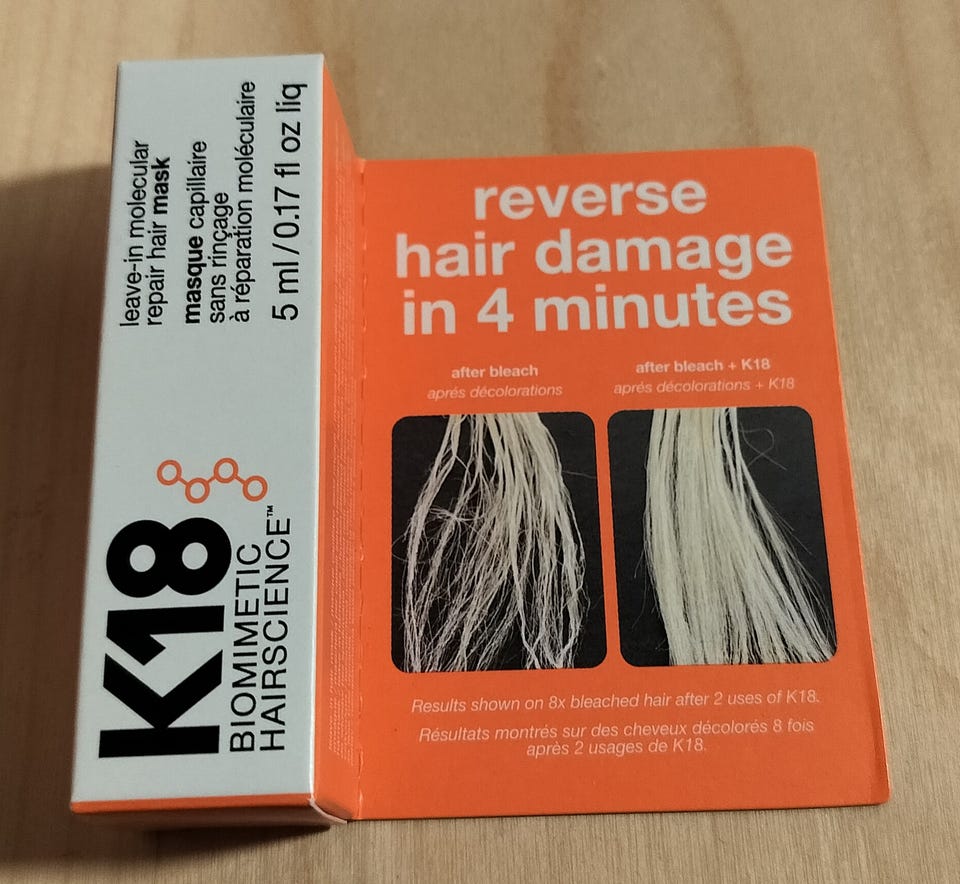 leave-in molecular
repair hair mask
masque capillaire
sans rinçage
à réparation moléculaire
5 ml / 0.17 fl oz liq
K18
BIOMIMETIC
HAIRSCIENCE™
reverse
hair damage
in 4 minutes
after bleach
aprés décolorations
after bleach + K18
aprés décolorations + K18
Results shown on 8x bleached hair after 2 uses of K18.
Résultats montrés sur des cheveux décolorés 8 fois
après 2 usages de K18.